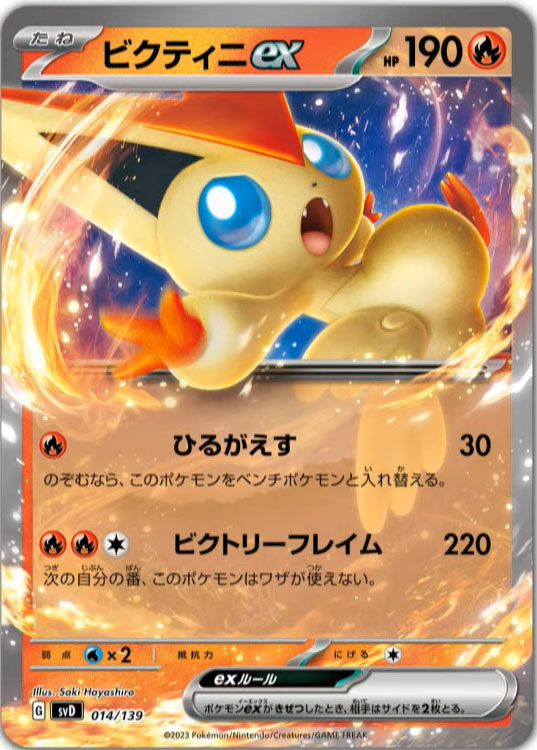 たね ビクティニex HP 190
ひるがえす 30
のぞむなら、このポケモンをベンチポケモンと入れ替える。
ビクトリーフレイム 220
次の自分の番、このポケモンはワザが使えない。
弱点 ×2 抵抗力 にげる
exルール
ポケモンexがきぜつしたとき、相手はサイドを2枚とる。
Illus. Saki Hayashiro
G svD 014/139
©2023 Pokémon/Nintendo/Creatures/GAME FREAK